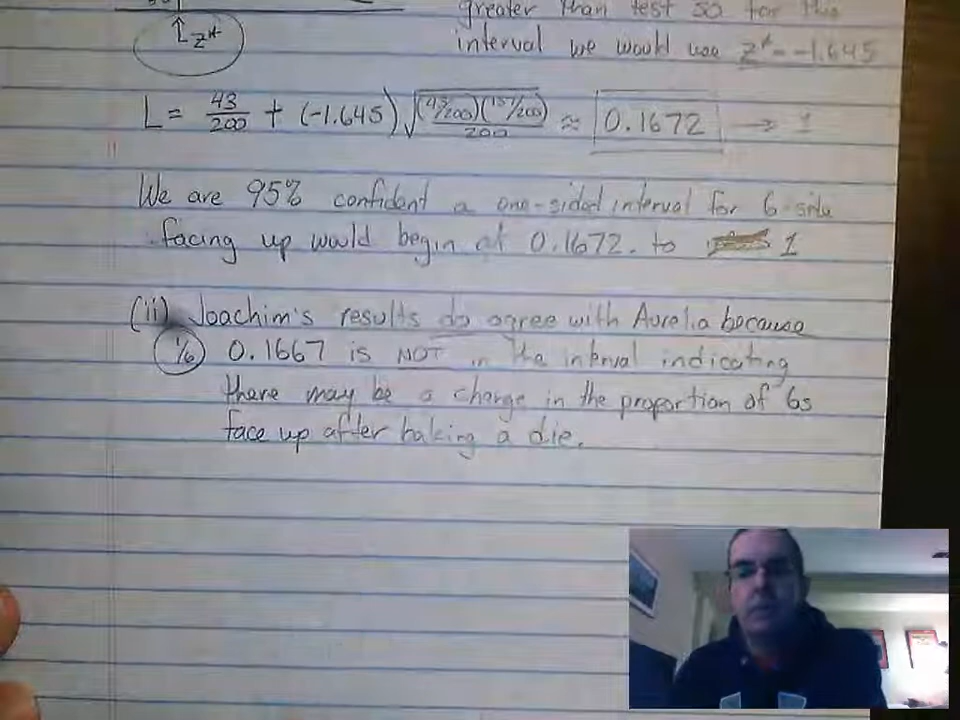 greater than test so for this
interval we would use z* = -1.645
z*
L = 43/200 + (-1.645)√((43/200)(157/200)/200) ≈ 0.1672 → 1
We are 95% confident a one-sided interval for 6-side
facing up would begin at 0.1672. to 1
(ii) Joachim's results do agree with Aurelia because
1/6 0.1667 is NOT in the interval indicating
there may be a change in the proportion of 6s
face up after baking a die.